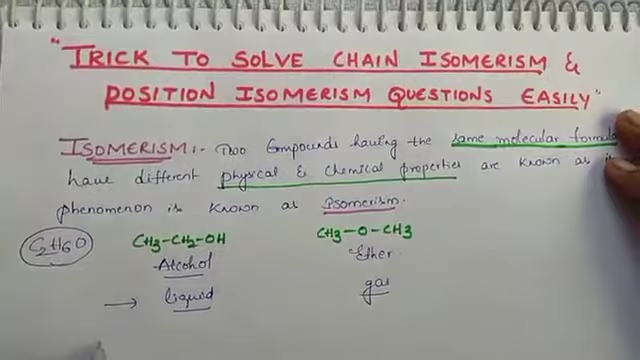 "TRICK TO SOLVE CHAIN ISOMERISM &
POSITION ISOMERISM QUESTIONS EASILY"
ISOMERISM:- Two Compounds having the same molecular formula
have different physical & chemical properties are known as
phenomenon is known as Isomerism.
C2H6O CH3-CH2-OH CH3-O-CH3
Alcohol Ether
→ liquid gas